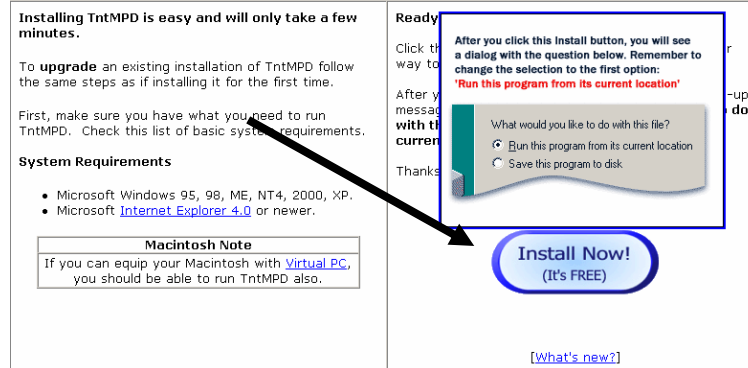 Installing TntMPD is easy and will only take a few
minutes.
To upgrade an existing installation of TntMPD follow
the same steps as if installing it for the first time.
First, make sure you have what you need to run
TntMPD. Check this list of basic system requirements.
System Requirements
• Microsoft Windows 95, 98, ME, NT4, 2000, XP.
• Microsoft Internet Explorer 4.0 or newer.
Macintosh Note
If you can equip your Macintosh with Virtual PC,
you should be able to run TntMPD also.
Ready
Click
way to
After
-up
messag
do
with th
curren
Thanks
After you click this Install button, you will see
a dialog with the question below. Remember to
change the selection to the first option:
'Run this program from its current location'
What would you like to do with this file?
Run this program from its current location
Save this program to disk
Install Now!
(It's FREE)
[What's new?]